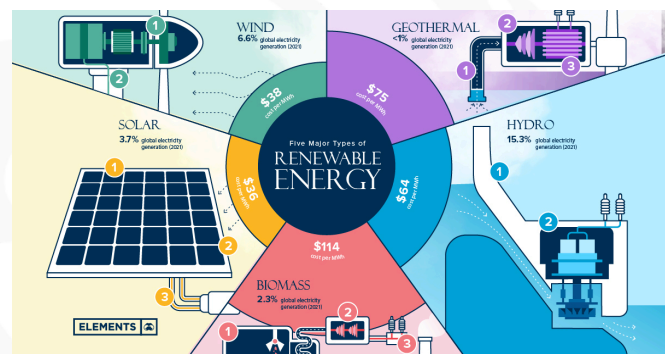 WIND
6.6% global electricity
generation (2021)
1
2
$38
cost per MWh
GEOTHERMAL
<1% global electricity
generation (2021)
2
1
3
$75
cost per MWh
SOLAR
3.7% global electricity
generation (2021)
1
2
3
$36
cost per MWh
Five Major Types of
RENEWABLE
ENERGY
HYDRO
15.3% global electricity
generation (2021)
1
2
$64
cost per MWh
$114
cost per MWh
BIOMASS
2.3% global electricity
generation (2021)
1
2
3
ELEMENTS